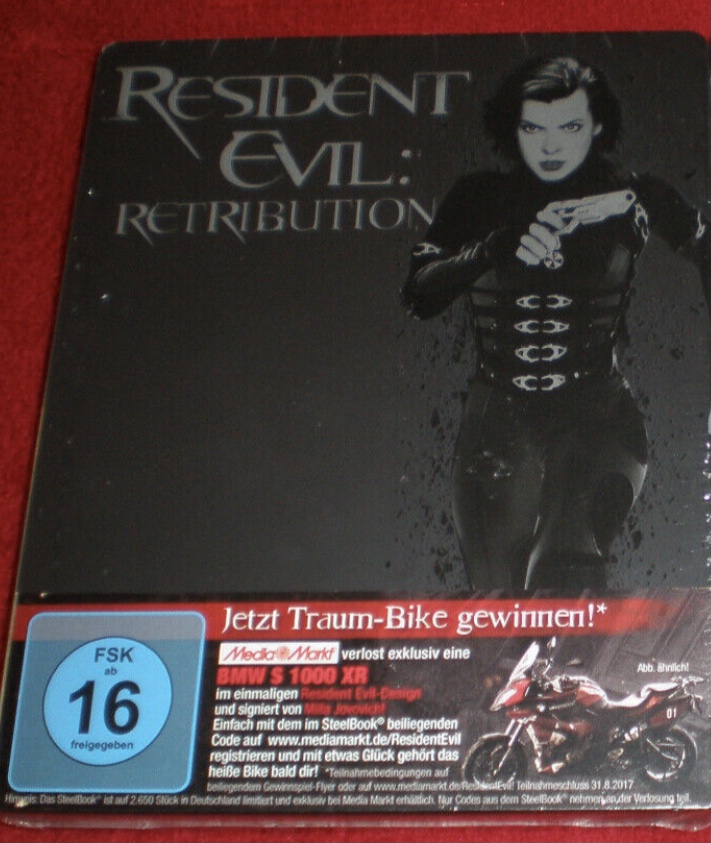 RESIDENT
EVIL:
RETRIBUTION
Jetzt Traum-Bike gewinnen!*
Media Markt verlost exklusiv eine
BMW S 1000 XR
im einmaligen Resident Evil-Design
und signiert von Milla Jovovich!
Einfach mit dem im SteelBook® beiliegenden
Code auf www.mediamarkt.de/ResidentEvil
registrieren und mit etwas Glück gehört das
heiße Bike bald dir! *Teilnahmebedingungen auf
beiliegendem Gewinnspiel-Flyer oder auf www.mediamarkt.de/ResidentEvil! Teilnahmeschluss 31.8.2017
Hinweis: Das SteelBook® ist auf 2.650 Stück in Deutschland limitiert und exklusiv bei Media Markt erhältlich. Nur Codes aus dem SteelBook® nehmen an der Verlosung teil.
FSK
ab
16
freigegeben
Abb. ähnlich!
01